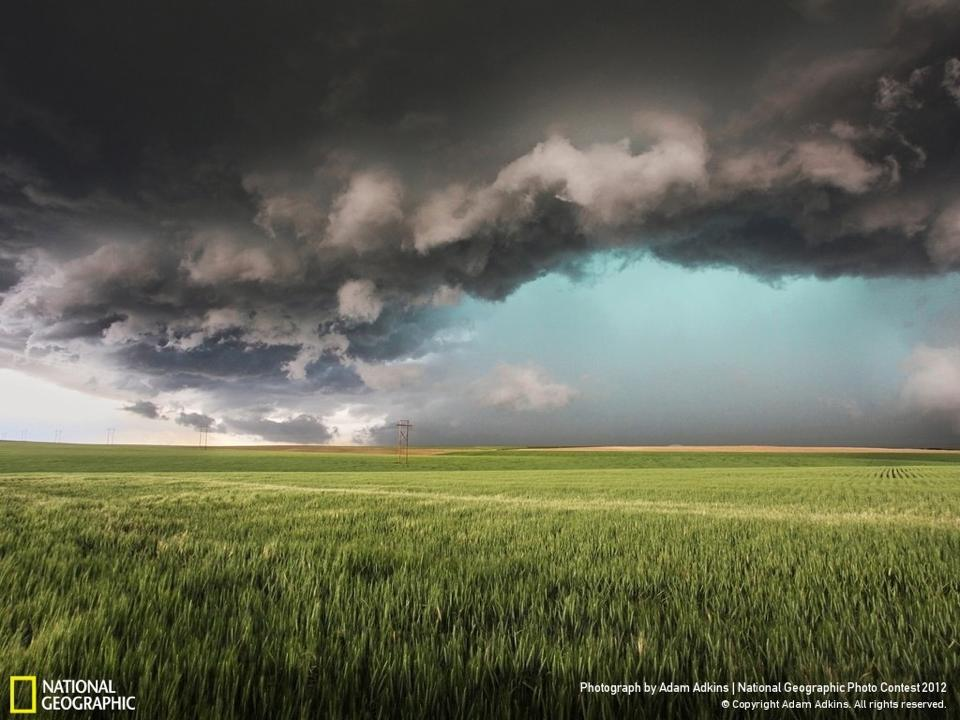 NATIONAL
GEOGRAPHIC
Photograph by Adam Adkins | National Geographic Photo Contest 2012
© Copyright Adam Adkins. All rights reserved.